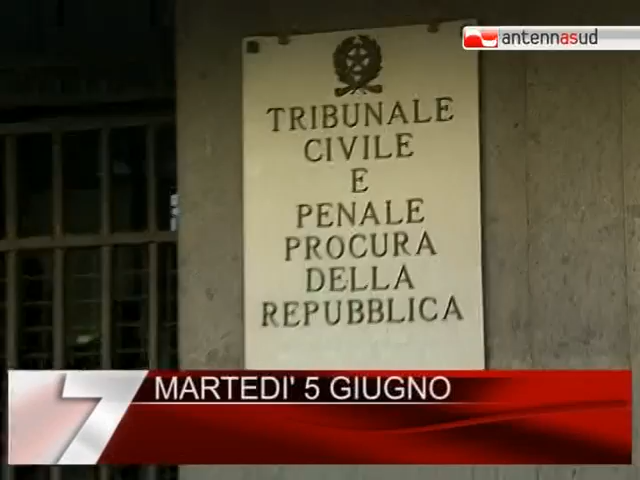 antennasud
TRIBUNALE
CIVILE
E
PENALE
PROCURA
DELLA
REPUBBLICA
7
MARTEDI' 5 GIUGNO